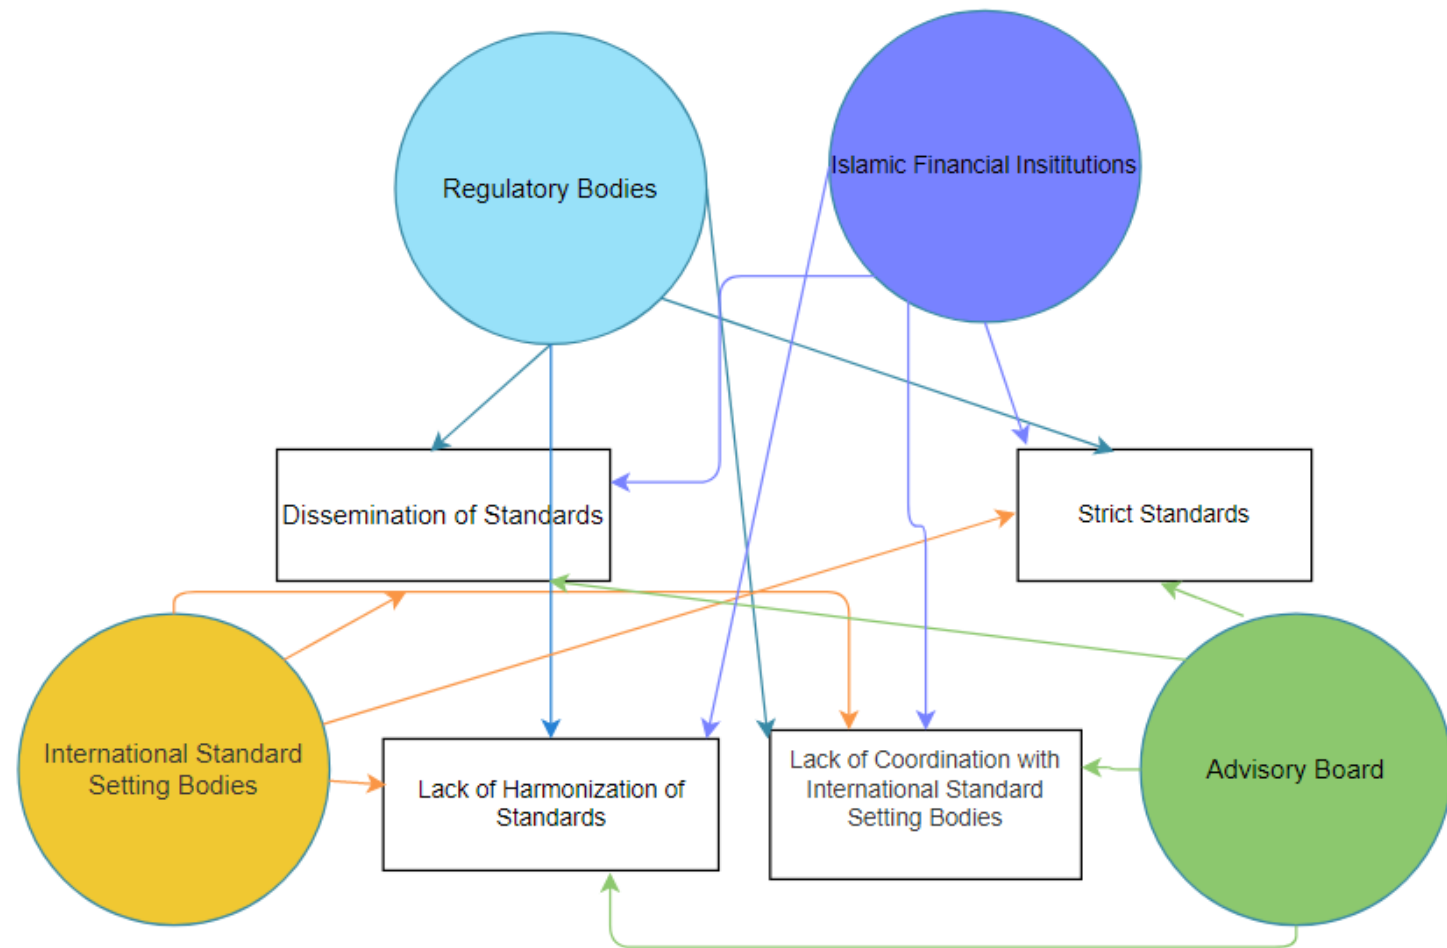 Regulatory Bodies
Islamic Financial Insititutions
Dissemination of Standards
Strict Standards
International Standard
Setting Bodies
Lack of Harmonization of
Standards
Lack of Coordination with
International Standard
Setting Bodies
Advisory Board